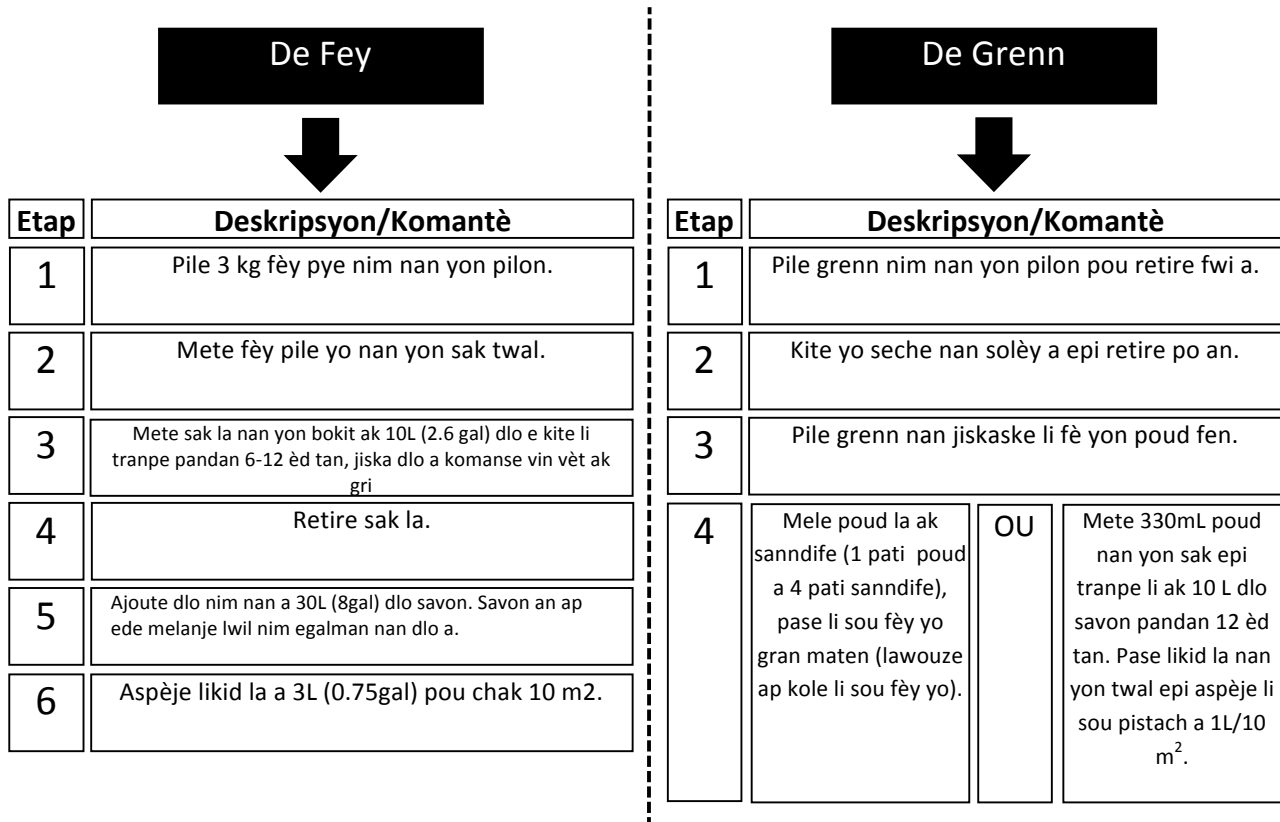 De Fey
Etap
Deskripsyon/Komantè
1
Pile 3 kg fèy pye nim nan yon pilon.
2
Mete fèy pile yo nan yon sak twal.
3
Mete sak la nan yon bokit ak 10L (2.6 gal) dlo e kite li
tranpe pandan 6-12 èd tan, jiska dlo a komanse vin vèt ak
gri
4
Retire sak la.
5
Ajoute dlo nim nan a 30L (8gal) dlo savon. Savon an ap
ede melanje lwil nim egalman nan dlo a.
6
Aspèje likid la a 3L (0.75gal) pou chak 10 m2.
De Grenn
Etap
Deskripsyon/Komantè
1
Pile grenn nim nan yon pilon pou retire fwi a.
2
Kite yo seche nan solèy a epi retire po an.
3
Pile grenn nan jiskaske li fè yon poud fen.
4
Mele poud la ak
sanndife (1 pati poud
a 4 pati sanndife),
pase li sou fèy yo
gran maten (lawouze
ap kole li sou fèy yo).
OU
Mete 330mL poud
nan yon sak epi
tranpe li ak 10 L dlo
savon pandan 12 èd
tan. Pase likid la nan
yon twal epi aspèje li
sou pistach a 1L/10
m².